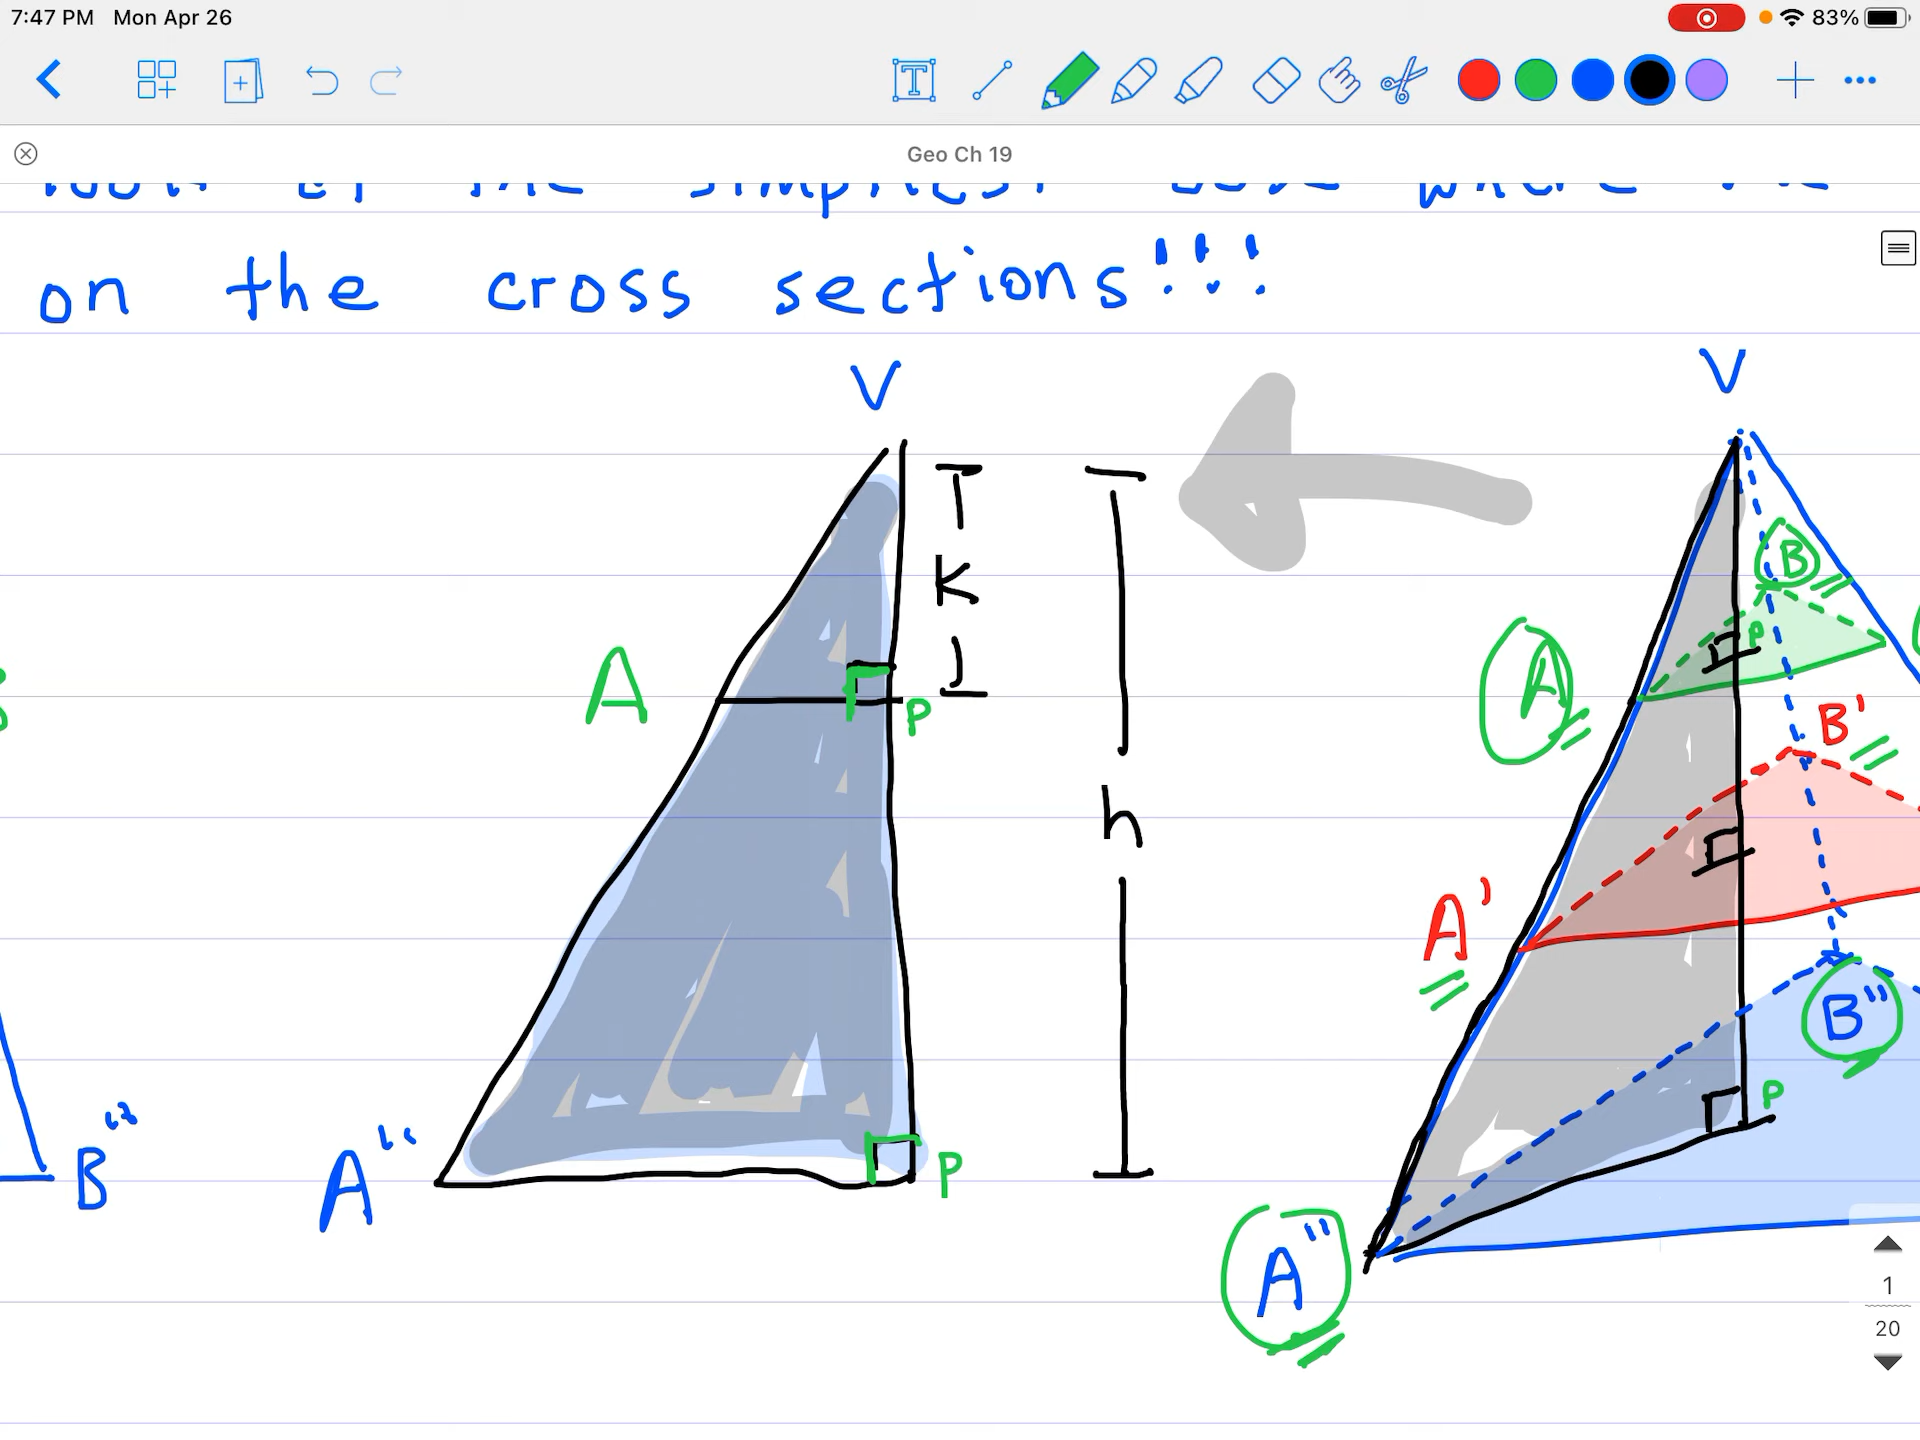 7:47 PM Mon Apr 26 83%
T
Geo Ch 19
on the cross sections!!!
V
V
K
B
A
P
P
A
B'
h
A'
B"
P
B"
A"
P
A"
1
20